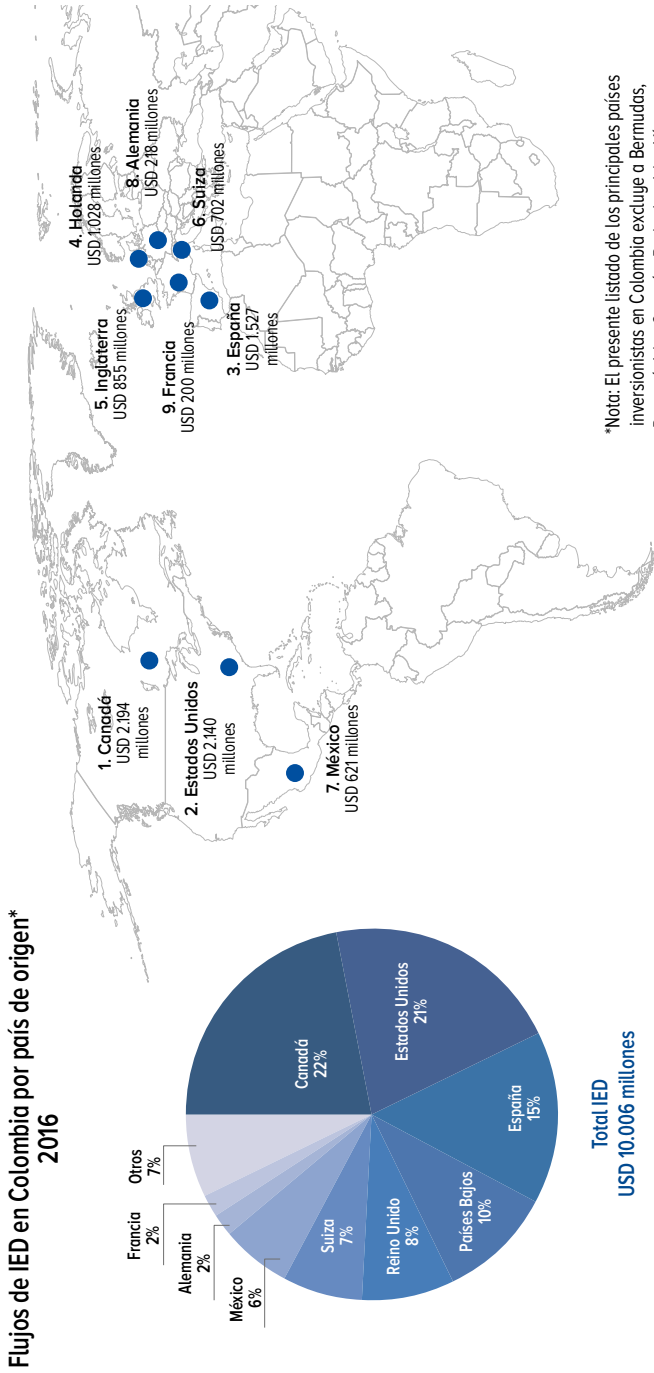 Flujos de IED en Colombia por país de origen*
2016
Canadá
22%
Estados Unidos
21%
España
15%
Países Bajos
10%
Reino Unido
8%
Suiza
7%
México
6%
Alemania
2%
Francia
2%
Otros
7%
Total IED
USD 10.006 millones
1. Canadá
USD 2.194
millones
2. Estados Unidos
USD 2.140
millones
7. México
USD 621 millones
5. Inglaterra
USD 855 millones
9. Francia
USD 200 millones
3. España
USD 1.527
millones
4. Holanda
USD 1.028 millones
8. Alemania
USD 218 millones
6. Suiza
USD 702 millones
*Nota: El presente listado de los principales países
inversionistas en Colombia excluye a Bermudas,